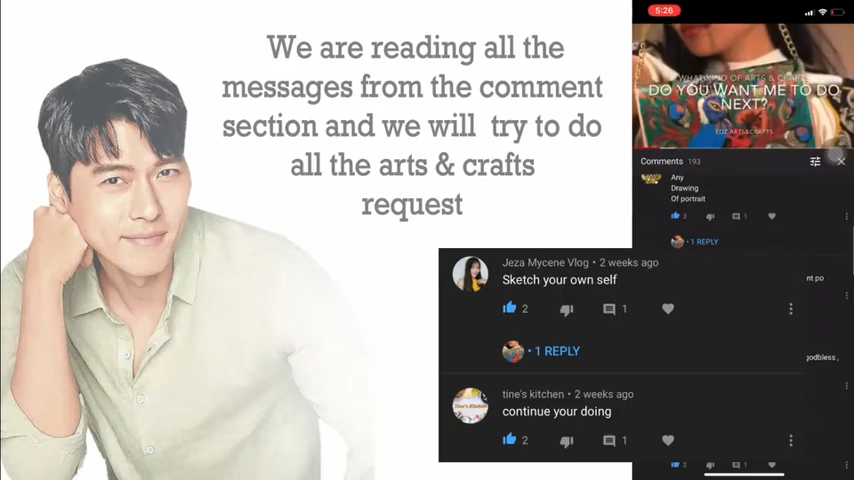 We are reading all the
messages from the comment
section and we will try to do
all the arts & crafts
request
5:26
WHAT KIND OF ARTS & CRAFTS
DO YOU WANT ME TO DO
NEXT?
EDZ ARTS&CRAFTS
Comments 193
Any
Drawing
Of portrait
3
1
• 1 REPLY
nt po
godbless ,
2
1
Jeza Mycene Vlog • 2 weeks ago
Sketch your own self
2
1
• 1 REPLY
tine's kitchen • 2 weeks ago
continue your doing
2
1